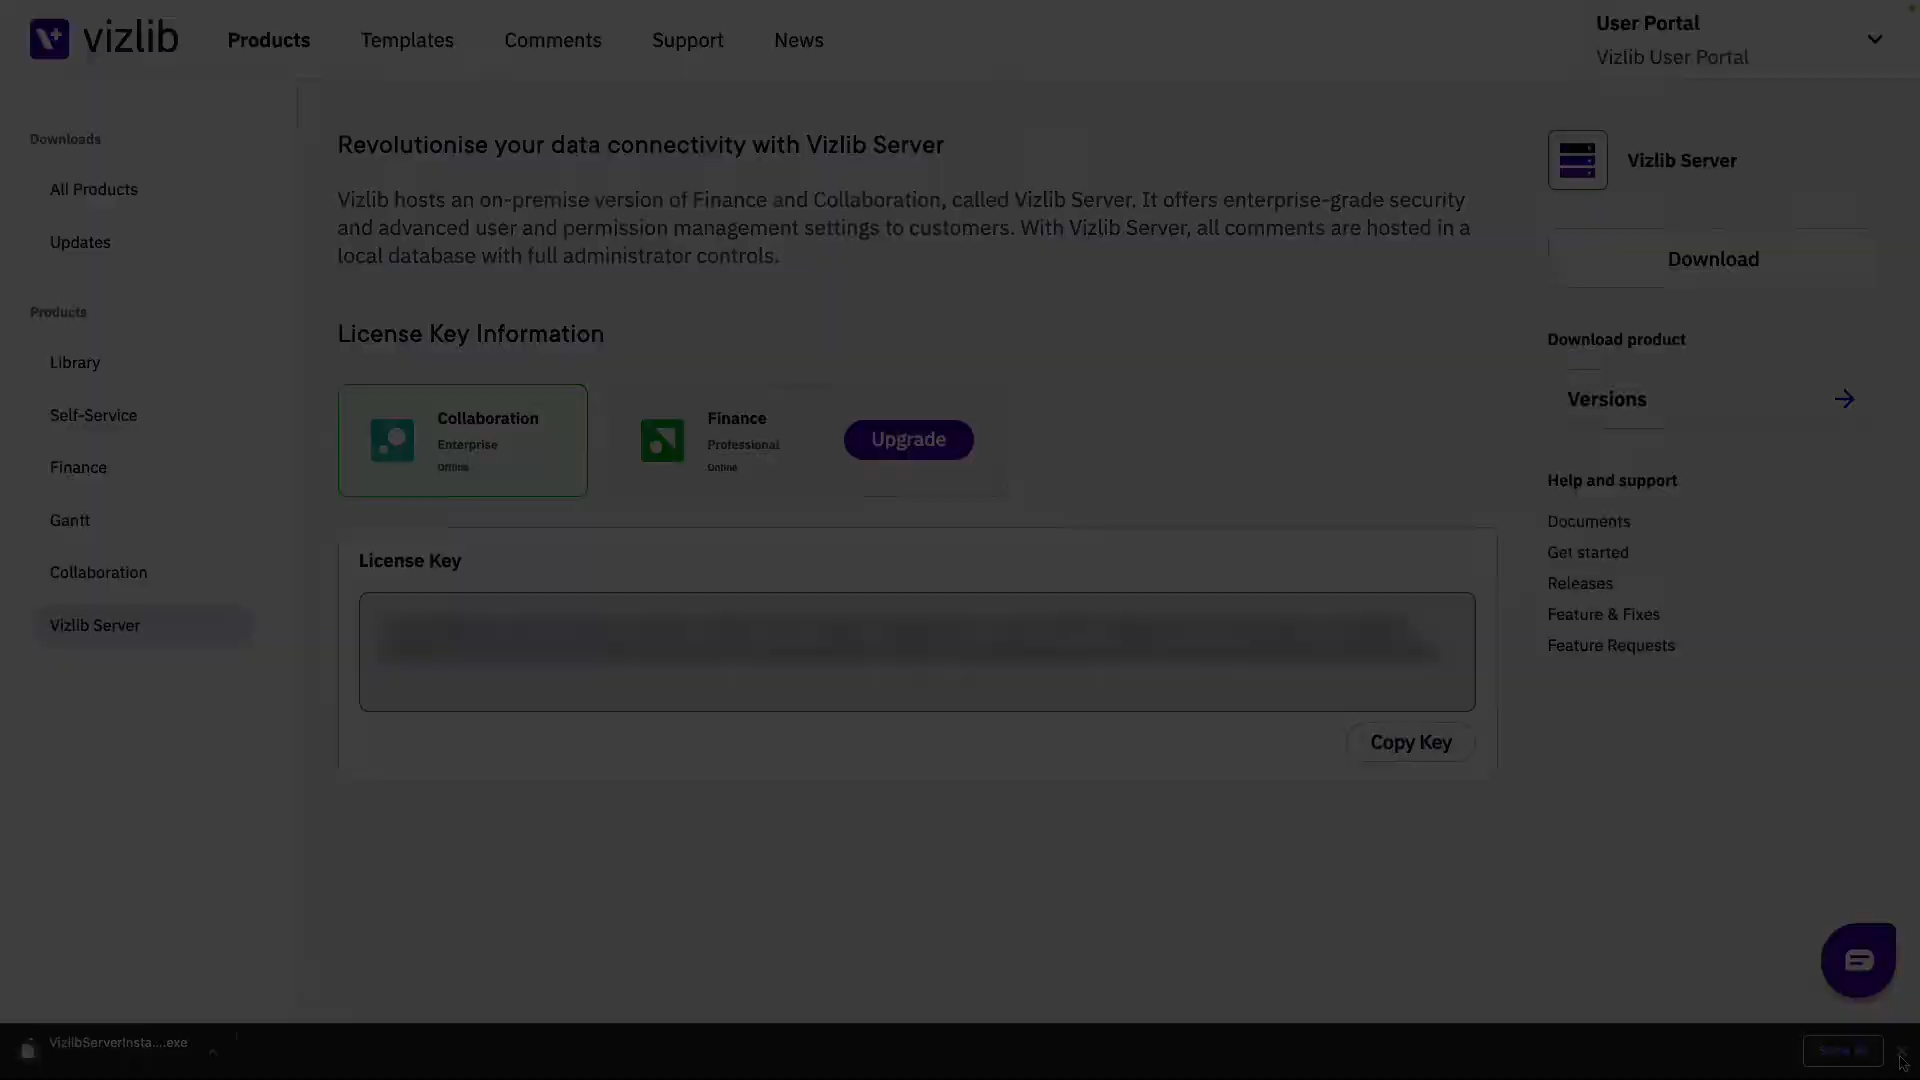 vizlib
Products
Templates
Comments
Support
News
User Portal
Vizlib User Portal
Downloads
All Products
Updates
Products
Library
Self-Service
Finance
Gantt
Collaboration
Vizlib Server
Revolutionise your data connectivity with Vizlib Server
Vizlib hosts an on-premise version of Finance and Collaboration, called Vizlib Server. It offers enterprise-grade security
and advanced user and permission management settings to customers. With Vizlib Server, all comments are hosted in a
local database with full administrator controls.
License Key Information
Collaboration
Enterprise
Offline
Finance
Professional
Online
Upgrade
License Key
Copy Key
Vizlib Server
Download
Download product
Versions
Help and support
Documents
Get started
Releases
Feature & Fixes
Feature Requests
VizlibServerInsta....exe
Show All